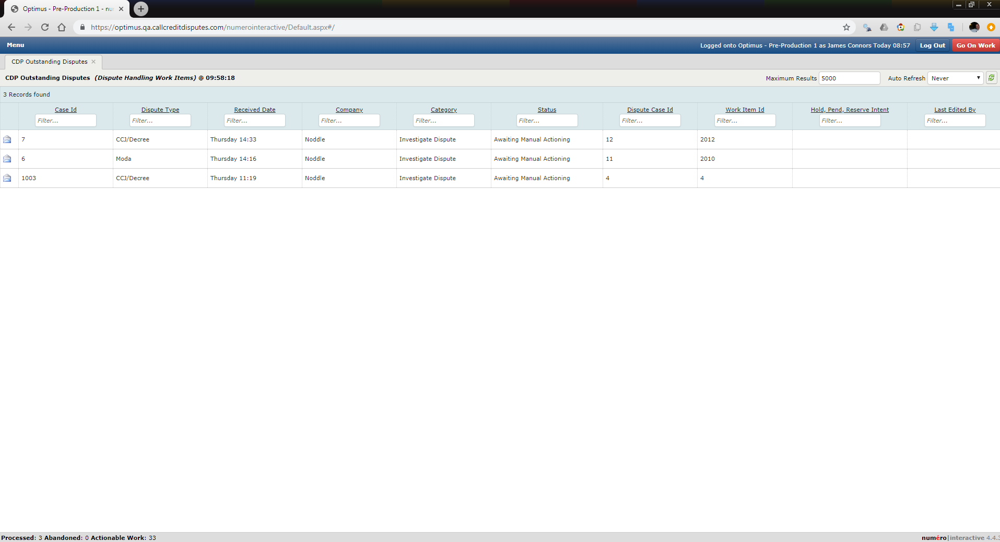 Optimus - Pre-Production 1 - nu
https://optimus.qa.callcreditdisputes.com/numerointeractive/Default.aspx#/
Menu
Logged onto Optimus - Pre-Production 1 as James Connors Today 08:57
Log Out
Go On Work
CDP Outstanding Disputes
CDP Outstanding Disputes (Dispute Handling Work Items) @ 09:58:18
Maximum Results 5000 Auto Refresh Never
3 Records found
Case Id Dispute Type Received Date Company Category Status Dispute Case Id Work Item Id Hold, Pend, Reserve Intent Last Edited By
Filter... Filter... Filter... Filter... Filter... Filter... Filter... Filter... Filter... Filter...
7 CCJ/Decree Thursday 14:33 Noddle Investigate Dispute Awaiting Manual Actioning 12 2012
6 Moda Thursday 14:16 Noddle Investigate Dispute Awaiting Manual Actioning 11 2010
1003 CCJ/Decree Thursday 11:19 Noddle Investigate Dispute Awaiting Manual Actioning 4 4
Processed: 3 Abandoned: 0 Actionable Work: 33
numéro|interactive 4.4.3